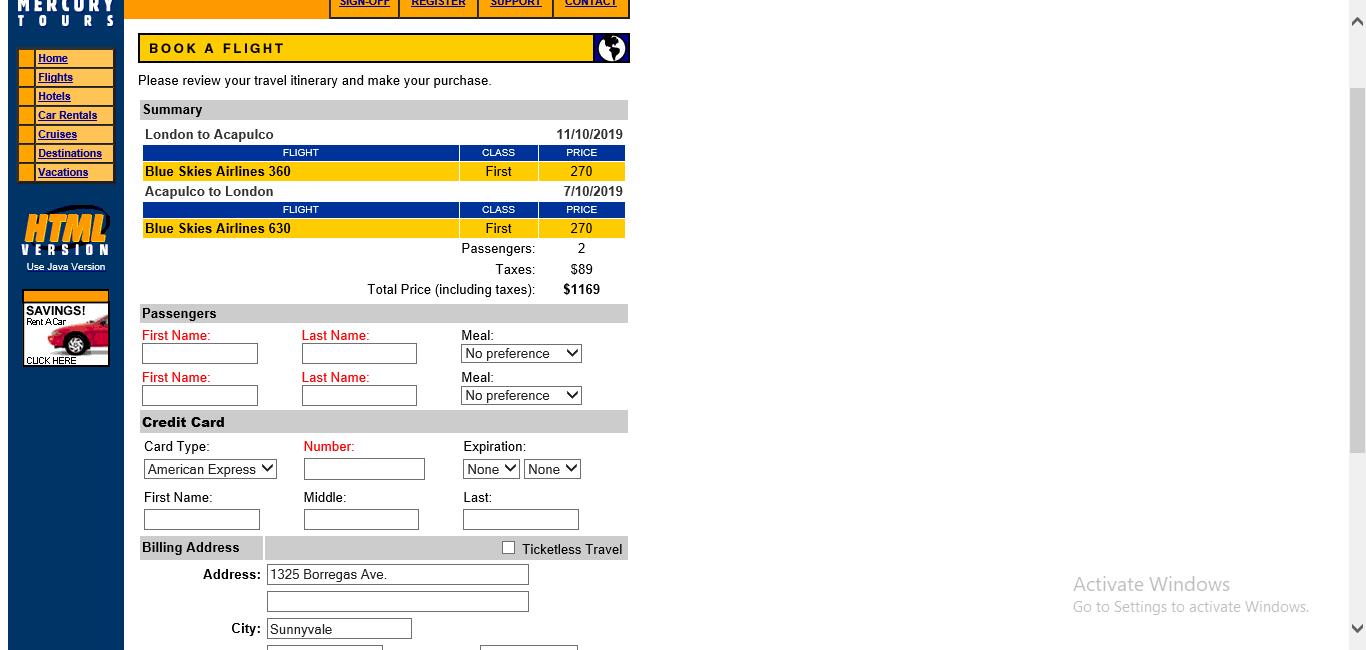 MERCURY
TOURS
SIGN-OFF REGISTER SUPPORT CONTACT
BOOK A FLIGHT
Home
Flights
Hotels
Car Rentals
Cruises
Destinations
Vacations
HTML
VERSION
Use Java Version
SAVINGS!
Rent A Car
CLICK HERE
Please review your travel itinerary and make your purchase.
Summary
London to Acapulco 11/10/2019
FLIGHT CLASS PRICE
Blue Skies Airlines 360 First 270
Acapulco to London 7/10/2019
FLIGHT CLASS PRICE
Blue Skies Airlines 630 First 270
Passengers: 2
Taxes: $89
Total Price (including taxes): $1169
Passengers
First Name: Last Name: Meal:
No preference
First Name: Last Name: Meal:
No preference
Credit Card
Card Type: Number: Expiration:
American Express None None
First Name: Middle: Last:
Billing Address Ticketless Travel
Address: 1325 Borregas Ave.
City: Sunnyvale
Activate Windows
Go to Settings to activate Windows.